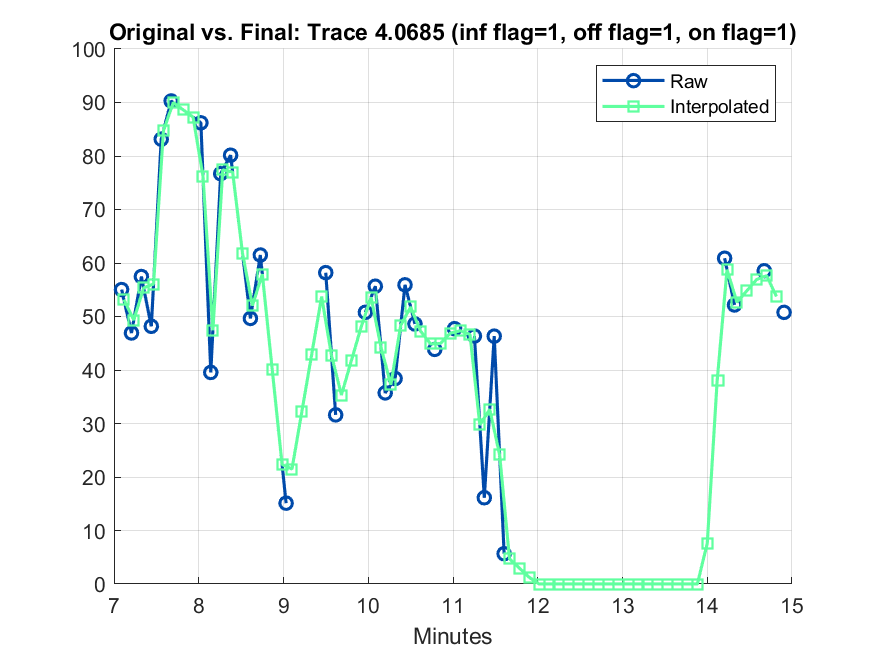 Original vs. Final: Trace 4.0685 (inf flag=1, off flag=1, on flag=1)
100
90
80
70
60
50
40
30
20
10
0
Raw
Interpolated
7 8 9 10 11 12 13 14 15
Minutes